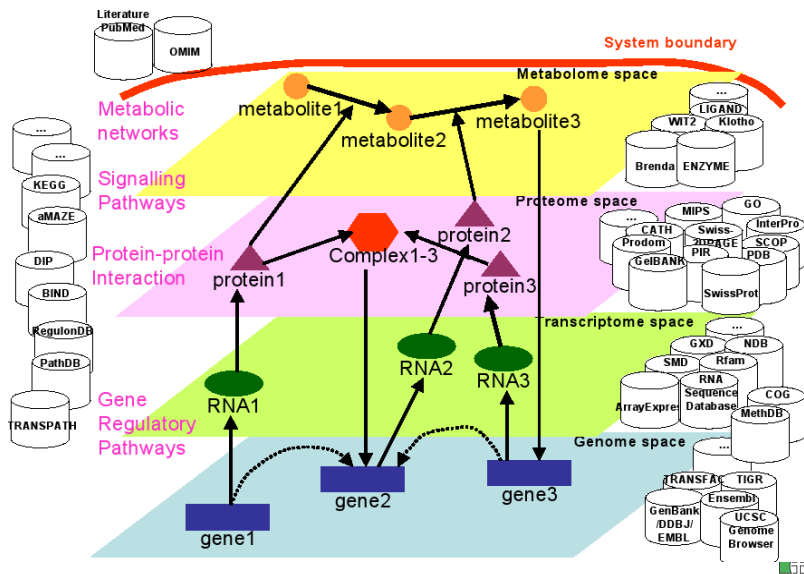 Literature
PubMed
OMIM
System boundary
Metabolome space
metabolite1
metabolite2
metabolite3
Metabolic
networks
...
LIGAND
WIT2
Klotho
Brenda
ENZYME
...
...
KEGG
aMAZE
DIP
BIND
RegulonDB
PathDB
TRANSPATH
Signalling
Pathways
Proteome space
protein2
Complex1-3
protein1
protein3
Protein-protein
Interaction
...
MIPS
GO
CATH
Swiss-
2DPAGE
InterPro
Prodom
PIR
SCOP
GelBANK
PDB
SwissProt
Transcriptome space
RNA1
RNA2
RNA3
...
GXD
NDB
SMD
Rfam
ArrayExpres
RNA
Sequence
Database
COG
MethDB
Gene
Regulatory
Pathways
Genome space
gene1
gene2
gene3
...
TRANSFAC
TIGR
GenBank
/DDBJ/
EMBL
Ensembl
UCSC
Genome
Browser